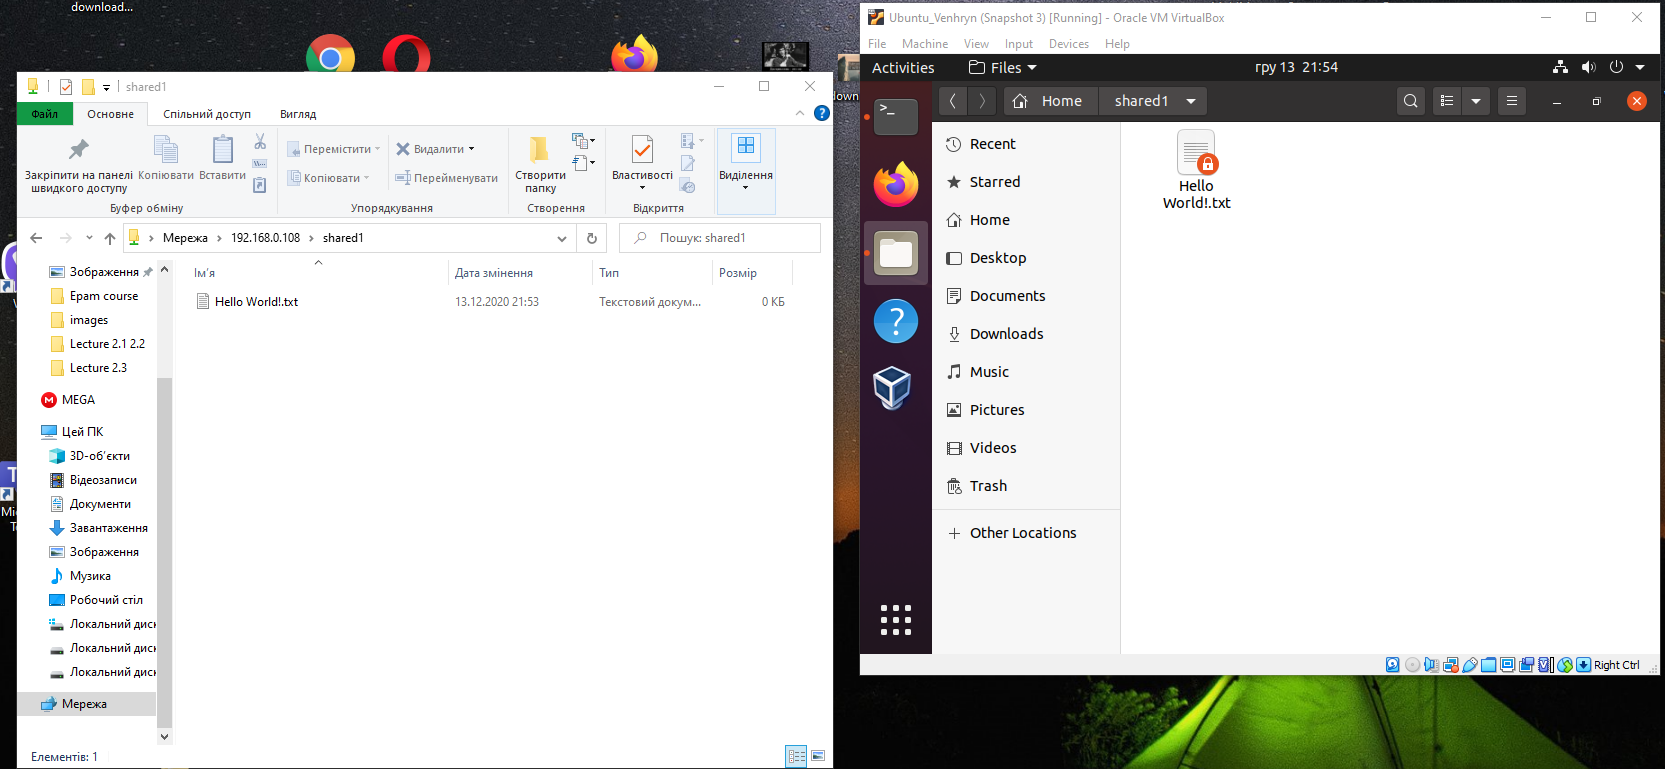 download...
shared1
Файл
Основне
Спільний доступ
Вигляд
Закріпити на панелі
швидкого доступу
Копіювати
Вставити
Перемістити
Копіювати
Видалити
Перейменувати
Створити
папку
Властивості
Виділення
Буфер обміну
Упорядкування
Створення
Відкриття
Мережа
192.168.0.108
shared1
Пошук: shared1
Зображення
Epam course
images
Lecture 2.1 2.2
Lecture 2.3
MEGA
Цей ПК
3D-об'єкти
Відеозаписи
Документи
Завантаження
Зображення
Музика
Робочий стіл
Локальний диск
Локальний диск
Локальний диск
Мережа
Ім'я
Дата змінення
Тип
Розмір
Hello World!.txt
13.12.2020 21:53
Текстовий докум...
0 КБ
Елементів: 1
Ubuntu_Venhryn (Snapshot 3) [Running] - Oracle VM VirtualBox
File
Machine
View
Input
Devices
Help
Activities
Files
гру 13 21:54
Home
shared1
Recent
Starred
Home
Desktop
Documents
Downloads
Music
Pictures
Videos
Trash
Other Locations
Hello
World!.txt
Right Ctrl